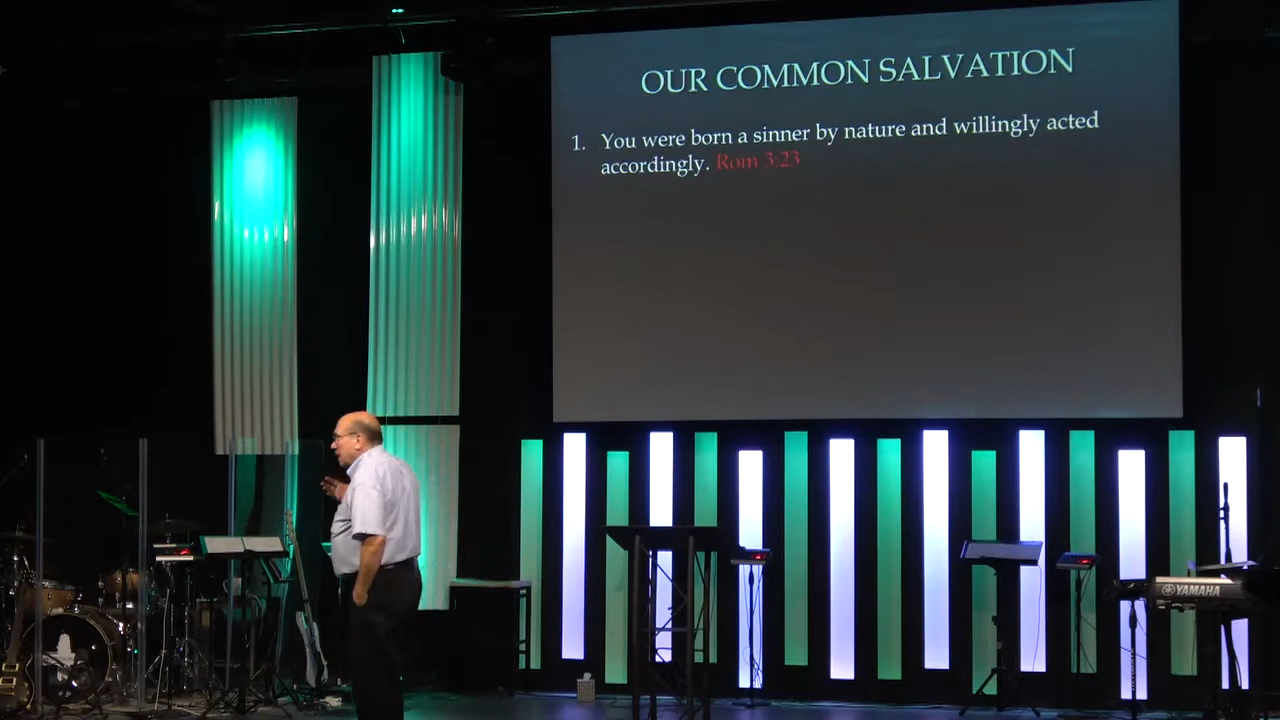 OUR COMMON SALVATION
1. You were born a sinner by nature and willingly acted
accordingly. Rom 3:23
YAMAHA